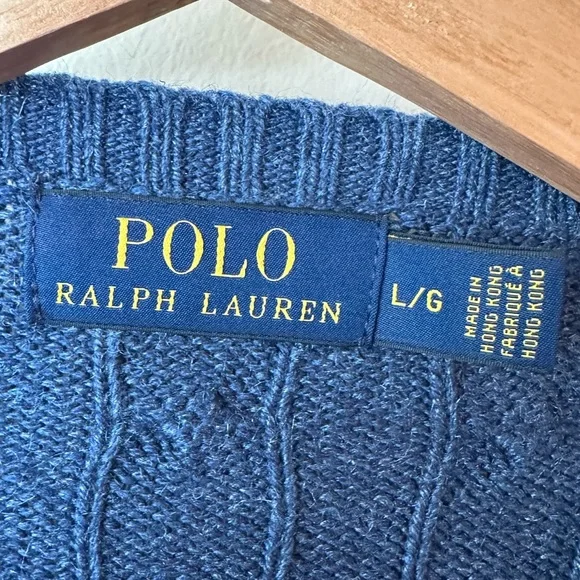 POLO
RALPH LAUREN
L/G
MADE IN
HONG KONG
FABRIQUÉ À
HONG KONG